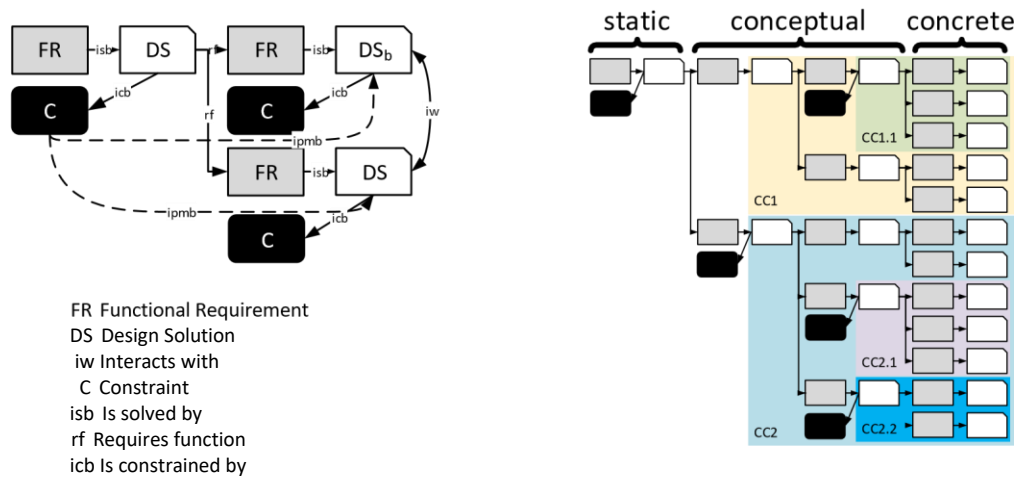 FR
isb
DS
rf
FR
isb
DS_b
icb
C
rf
icb
C
iw
ipmb
FR
isb
DS
ipmb
icb
C
FR Functional Requirement
DS Design Solution
iw Interacts with
C Constraint
isb Is solved by
rf Requires function
icb Is constrained by
static conceptual concrete
CC1.1
CC1
CC2.1
CC2.2
CC2